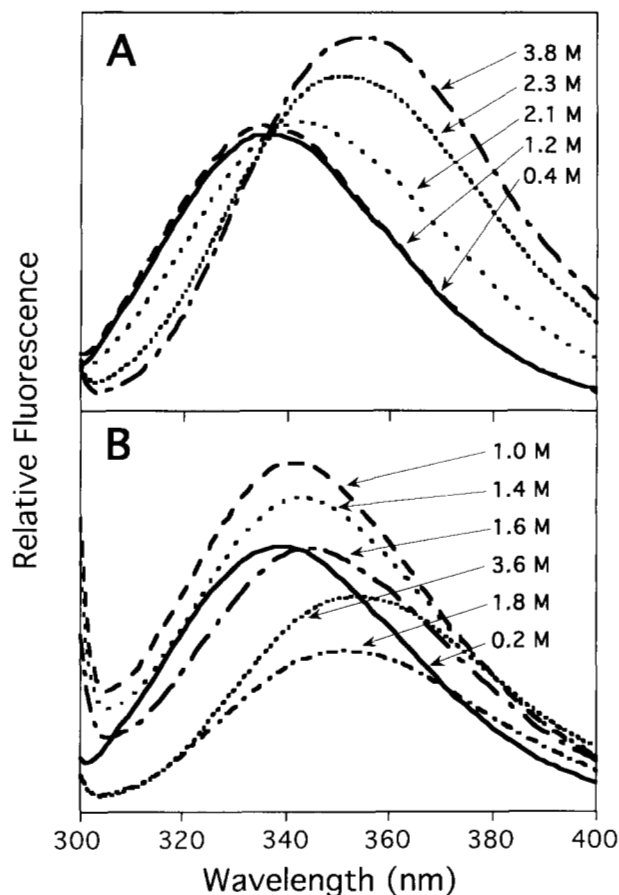 A
3.8 M
2.3 M
2.1 M
1.2 M
0.4 M
B
1.0 M
1.4 M
1.6 M
3.6 M
1.8 M
0.2 M
Relative Fluorescence
300 320 340 360 380 400
Wavelength (nm)